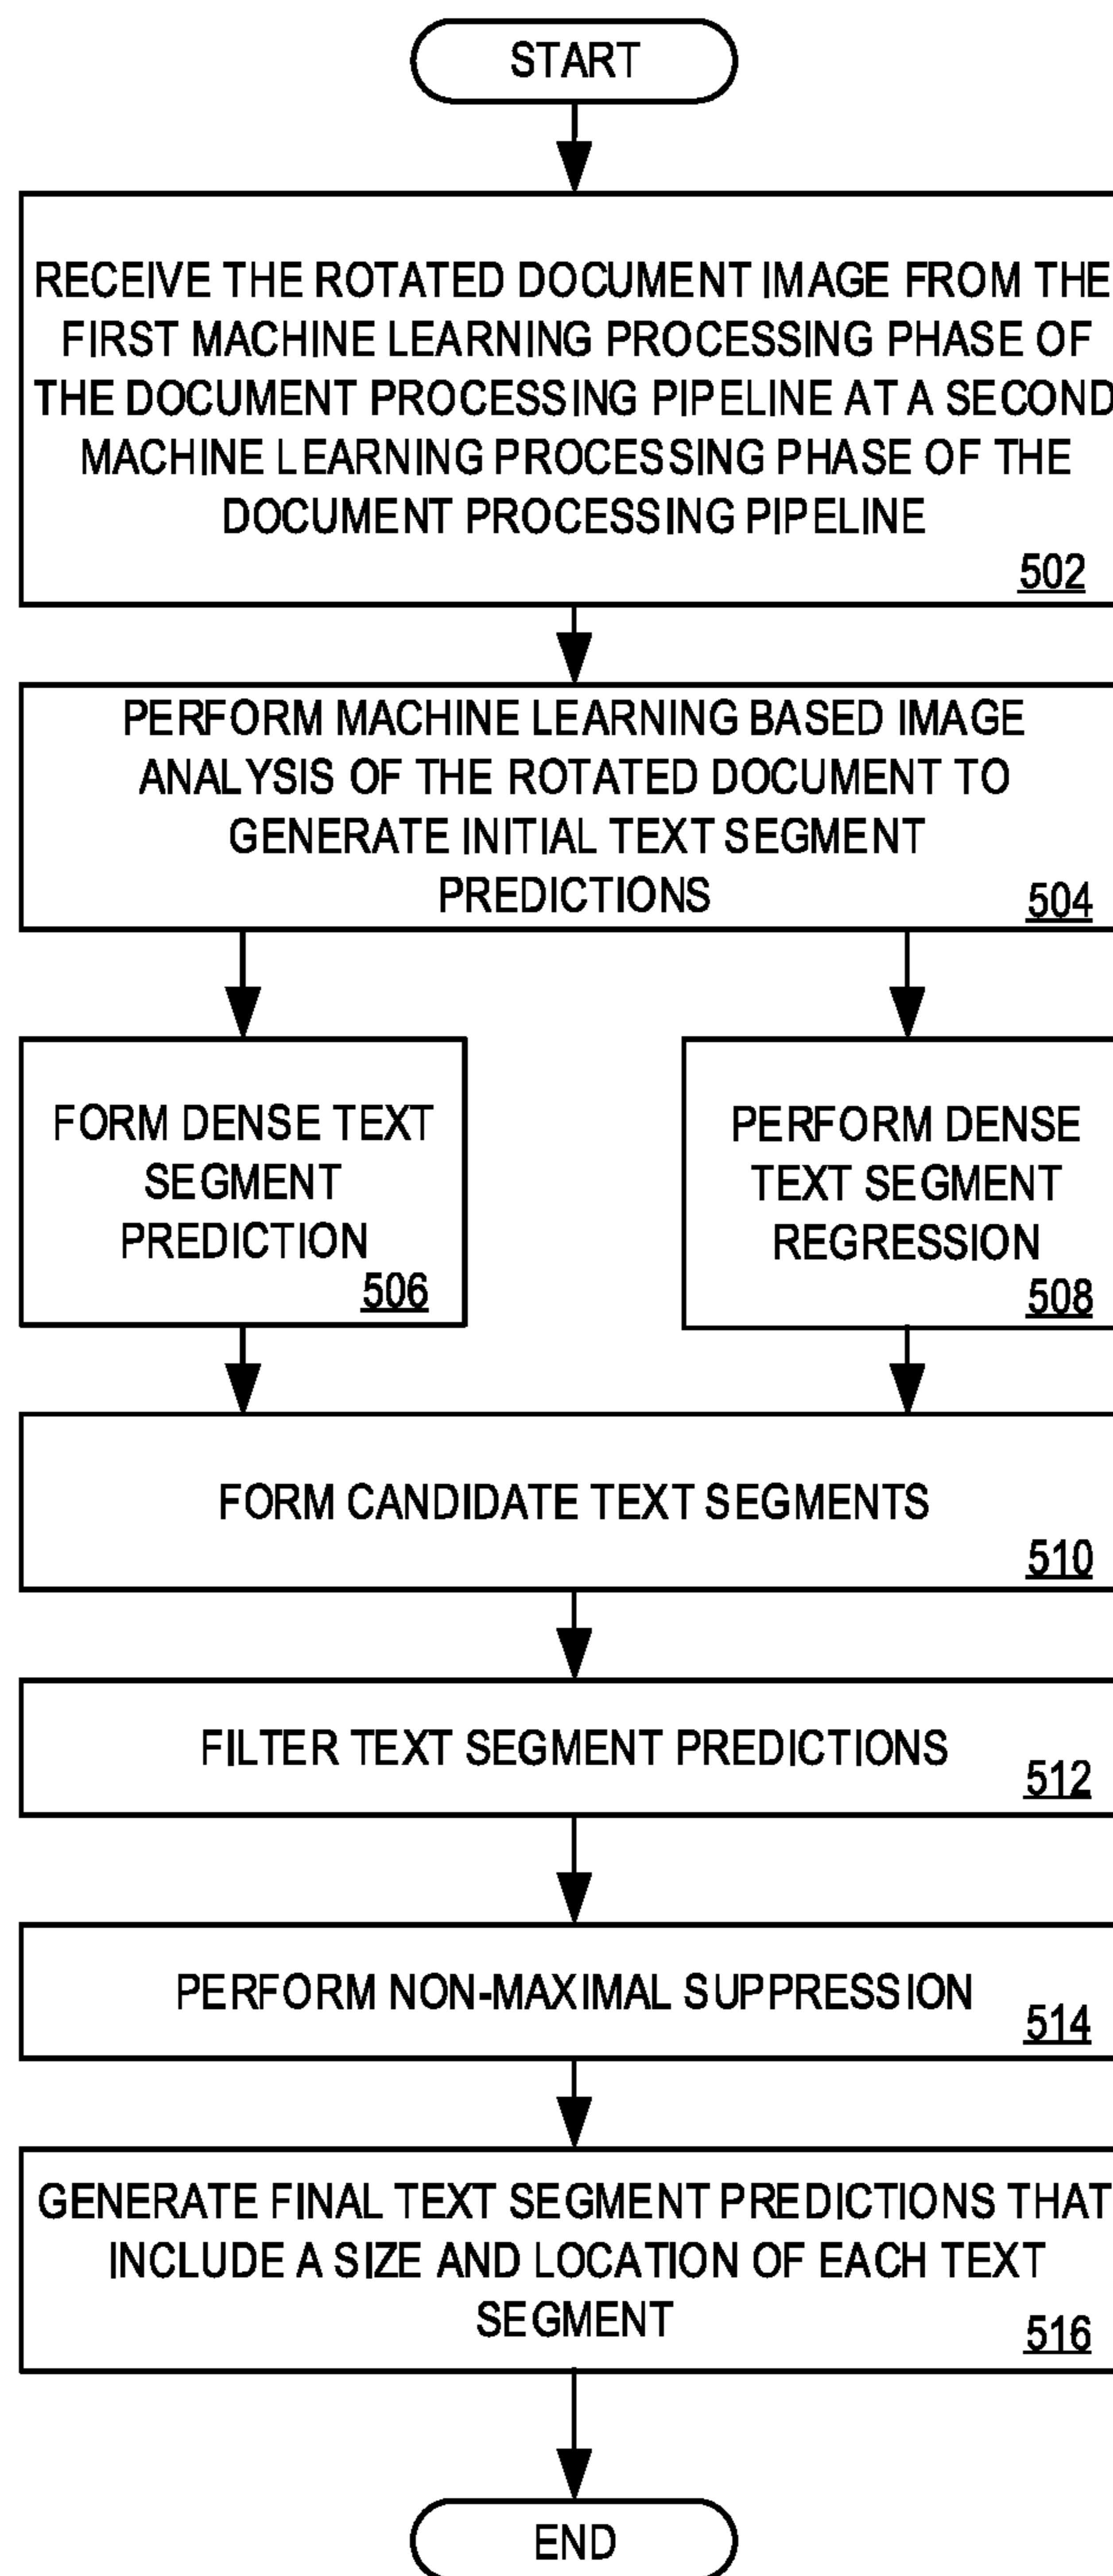 START
RECEIVE THE ROTATED DOCUMENT IMAGE FROM THE
FIRST MACHINE LEARNING PROCESSING PHASE OF
THE DOCUMENT PROCESSING PIPELINE AT A SECOND
MACHINE LEARNING PROCESSING PHASE OF THE
DOCUMENT PROCESSING PIPELINE
502
PERFORM MACHINE LEARNING BASED IMAGE
ANALYSIS OF THE ROTATED DOCUMENT TO
GENERATE INITIAL TEXT SEGMENT
PREDICTIONS
504
FORM DENSE TEXT
SEGMENT
PREDICTION
506
PERFORM DENSE
TEXT SEGMENT
REGRESSION
508
FORM CANDIDATE TEXT SEGMENTS
510
FILTER TEXT SEGMENT PREDICTIONS
512
PERFORM NON-MAXIMAL SUPPRESSION
514
GENERATE FINAL TEXT SEGMENT PREDICTIONS THAT
INCLUDE A SIZE AND LOCATION OF EACH TEXT
SEGMENT
516
END